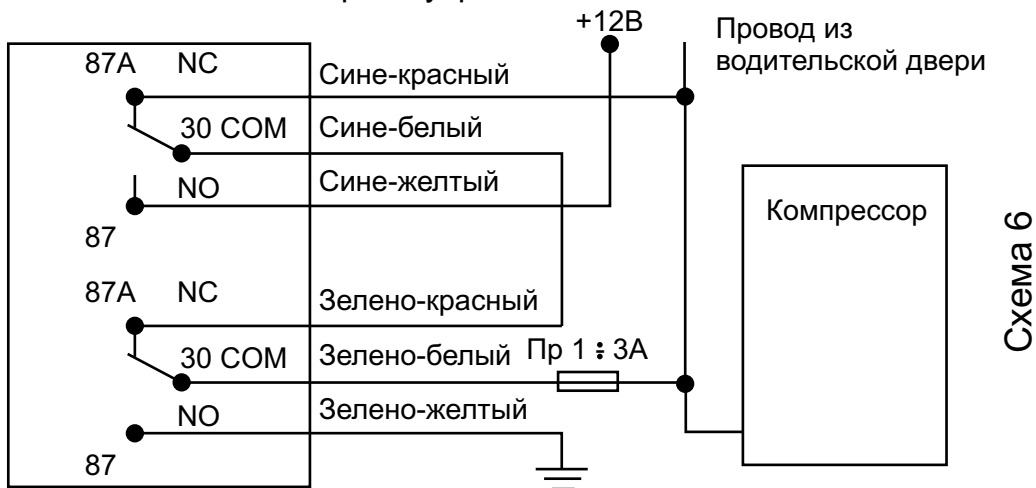 +12В
Провод из
водительской двери
87A NC
Сине-красный
30 COM
Сине-белый
NO
Сине-желтый
87
Компрессор
87A NC
Зелено-красный
30 COM
Зелено-белый
Пр 1 ÷ 3А
NO
Зелено-желтый
87
Схема 6